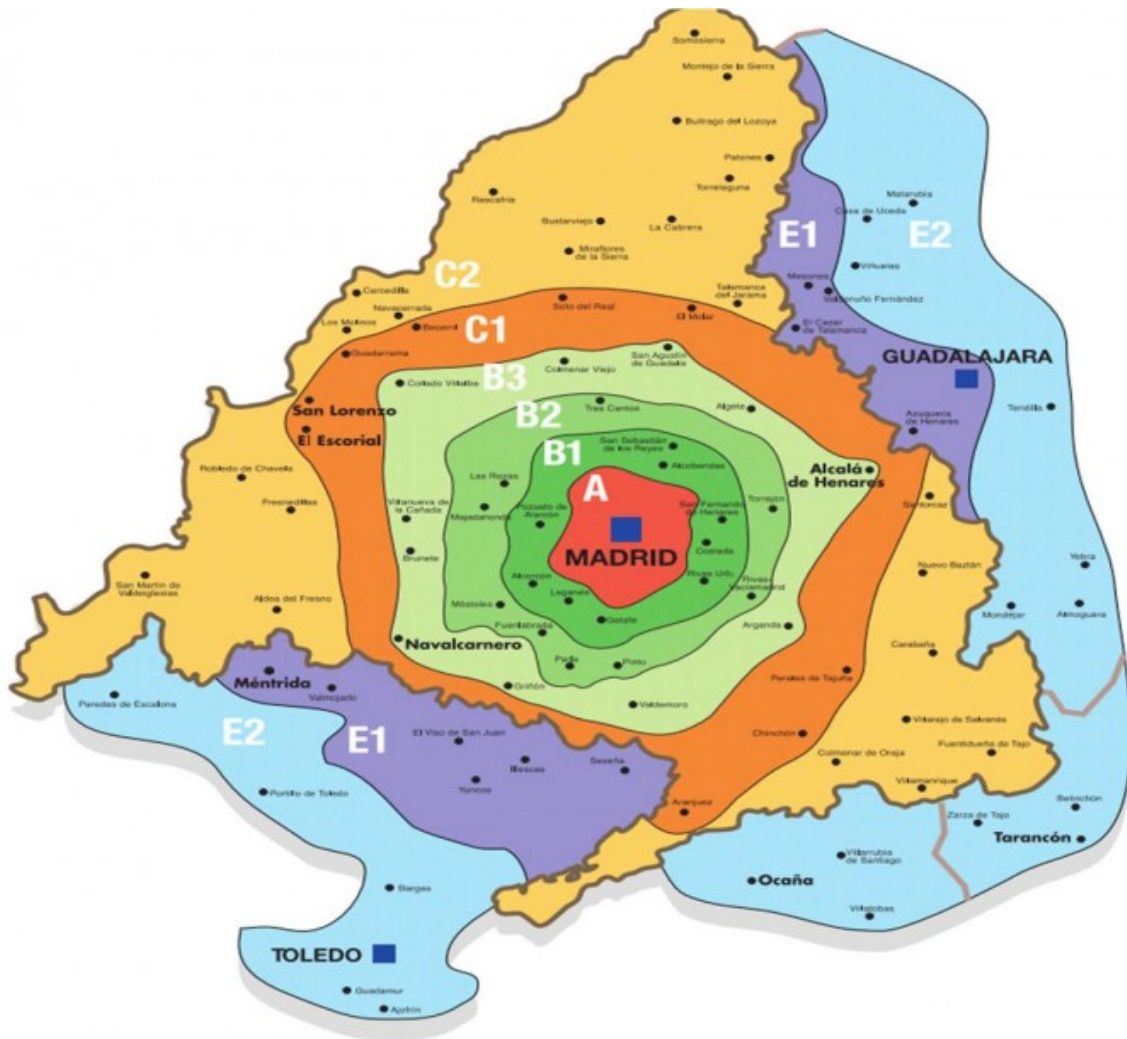 Somosierra
Montejo de la Sierra
Buitrago del Lozoya
Patones
Torrelaguna
Rascafría
Matarrubia
Casa de Uceda
Bustarviejo
La Cabrera
E1
E2
Miraflores
de la Sierra
Viñuelas
C2
Mesones
Cercedilla
Talamanca
del Jarama
Valdenuño Fernández
Navacerrada
Soto del Real
El Molar
Los Molinos
Becerril
C1
El Casar
de Talamanca
Guadarrama
San Agustín
de Guadalix
GUADALAJARA
Colmenar Viejo
B3
Collado Villalba
San Lorenzo
B2
Tres Cantos
Algete
Tendilla
Azuqueca
de Henares
El Escorial
San Sebastián
de los Reyes
B1
Alcobendas
Alcalá
de Henares
Robledo de Chavela
Las Rozas
A
Fresnedillas
Villanueva de
la Cañada
Majadahonda
Pozuelo de
Alarcón
San Fernando
de Henares
Torrejón
Santorcaz
MADRID
Brunete
Coslada
Yebra
San Martín de
Valdeiglesias
Alcorcón
Rivas Urb.
Rivas
Vaciamadrid
Nuevo Baztán
Aldea del Fresno
Móstoles
Leganés
Mondéjar
Almoguera
Fuenlabrada
Getafe
Arganda
Navalcarnero
Carabaña
Parla
Pinto
Perales de Tajuña
Méntrida
Valmojado
Griñón
Paredes de Escalona
Valdemoro
Villarejo de Salvanés
E2
E1
El Viso de San Juan
Chinchón
Colmenar de Oreja
Fuentidueña de Tajo
Illescas
Seseña
Yuncos
Villamanrique
Portillo de Toledo
Aranjuez
Belinchón
Zarza de Tajo
Tarancón
Villarrubia
de Santiago
Bargas
Ocaña
Villatobas
TOLEDO
Guadamur
Ajofrín